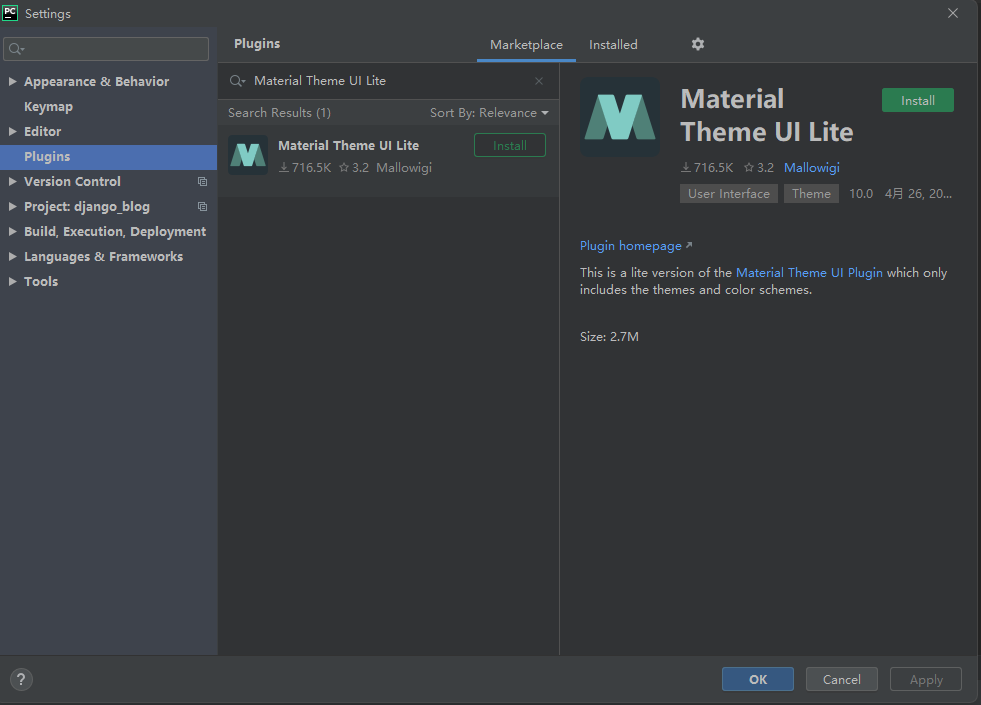 PC
Settings
Appearance & Behavior
Keymap
Editor
Plugins
Version Control
Project: django_blog
Build, Execution, Deployment
Languages & Frameworks
Tools
Plugins
Marketplace
Installed
Material Theme UI Lite
Search Results (1)
Sort By: Relevance
Material Theme UI Lite
716.5K
3.2
Mallowigi
Install
Material
Theme UI Lite
Install
716.5K
3.2
Mallowigi
User Interface
Theme
10.0
4月 26, 20...
Plugin homepage
This is a lite version of the Material Theme UI Plugin which only
includes the themes and color schemes.
Size: 2.7M
?
OK
Cancel
Apply